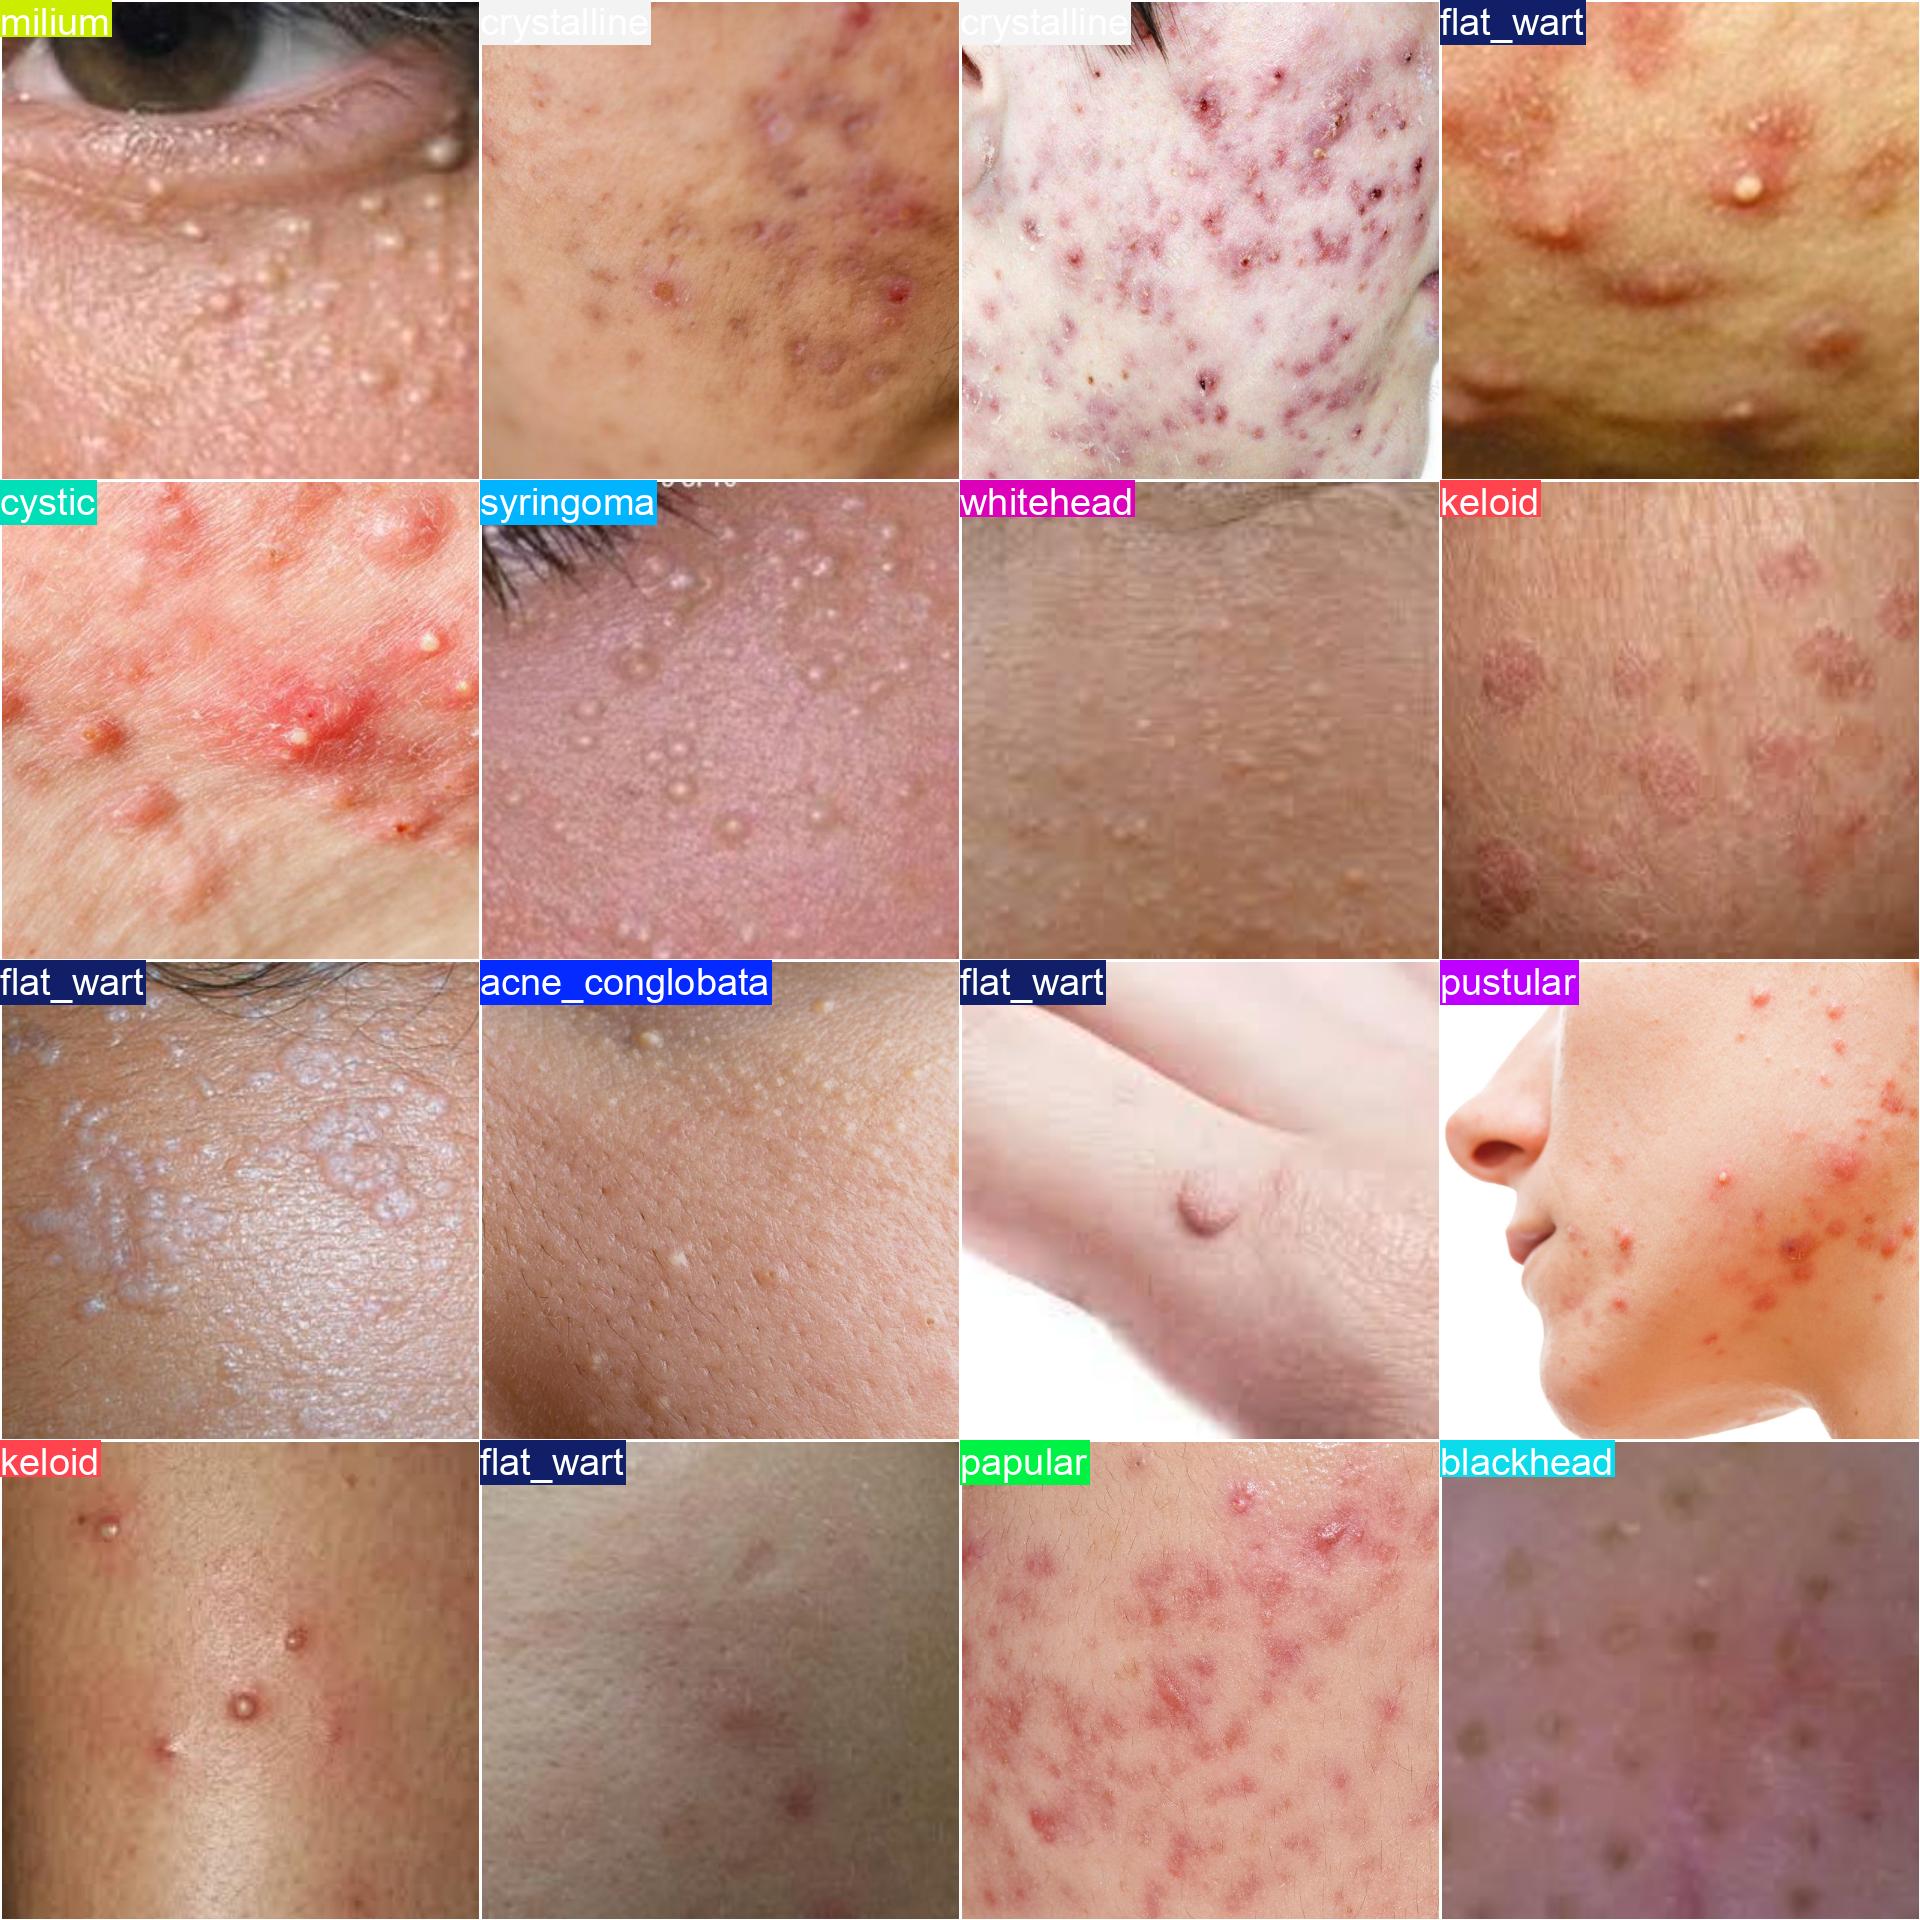 milium
crystalline
crystalline
flat_wart
cystic
syringoma
whitehead
keloid
flat_wart
acne_conglobata
flat_wart
pustular
keloid
flat_wart
papular
blackhead